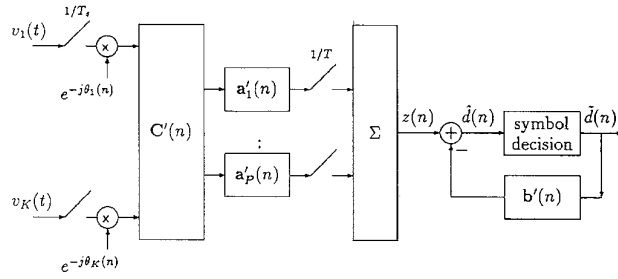 1/T_s
v_1(t)
x
e^{-jθ_1(n)}
C'(n)
a'_1(n)
1/T
:
a'_P(n)
Σ
z(n)
+
−
d̂(n)
symbol
decision
d̃(n)
b'(n)
v_K(t)
x
e^{-jθ_K(n)}